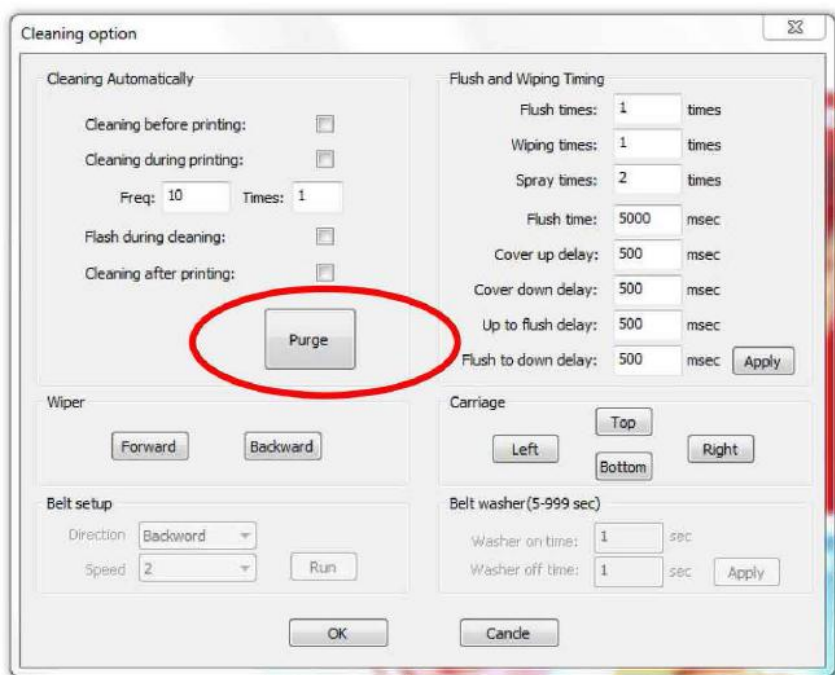 Cleaning option
Cleaning Automatically
Cleaning before printing:
Cleaning during printing:
Freq: 10 Times: 1
Flash during cleaning:
Cleaning after printing:
Purge
Flush and Wiping Timing
Flush times: 1 times
Wiping times: 1 times
Spray times: 2 times
Flush time: 5000 msec
Cover up delay: 500 msec
Cover down delay: 500 msec
Up to flush delay: 500 msec
Flush to down delay: 500 msec Apply
Wiper
Forward Backward
Carriage
Top
Left Right
Bottom
Belt setup
Direction Backword
Speed 2 Run
Belt washer(5-999 sec)
Washer on time: 1 sec
Washer off time: 1 sec Apply
OK Cancle